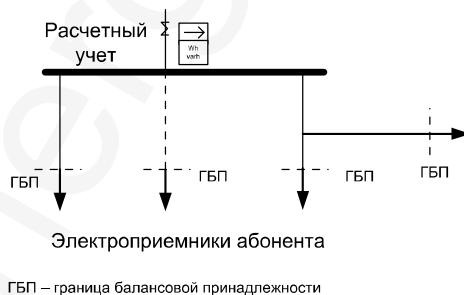 Расчетный Σ
учет
Wh
varh
ГБП ГБП ГБП ГБП
Электроприемники абонента
ГБП – граница балансовой принадлежности